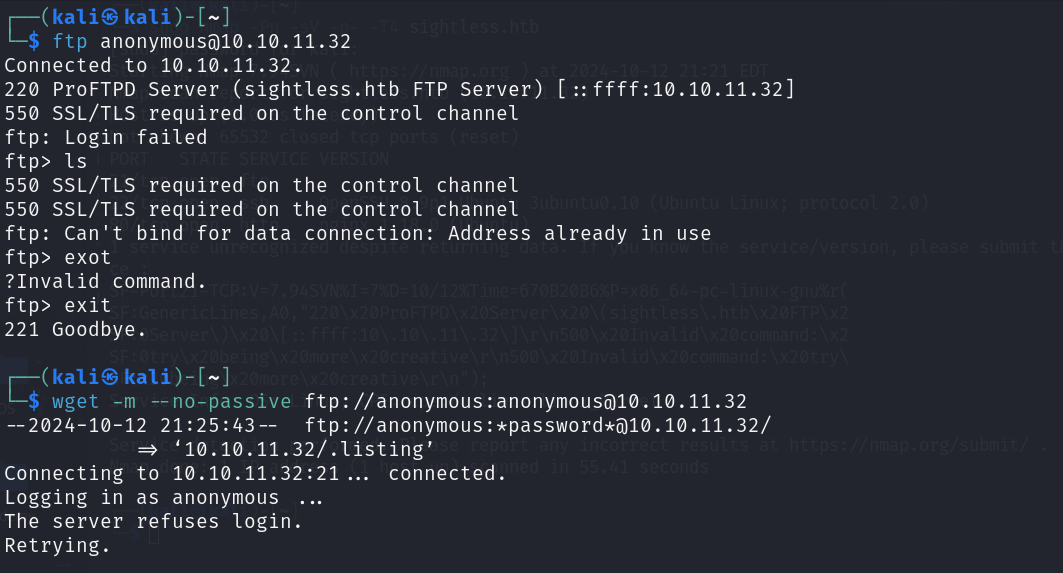 ┌──(kali㉿kali)-[~]
└─$ ftp anonymous@10.10.11.32
Connected to 10.10.11.32.
220 ProFTPD Server (sightless.htb FTP Server) [::ffff:10.10.11.32]
550 SSL/TLS required on the control channel
ftp: Login failed
ftp> ls
550 SSL/TLS required on the control channel
550 SSL/TLS required on the control channel
ftp: Can't bind for data connection: Address already in use
ftp> exot
?Invalid command.
ftp> exit
221 Goodbye.
┌──(kali㉿kali)-[~]
└─$ wget -m --no-passive ftp://anonymous:anonymous@10.10.11.32
--2024-10-12 21:25:43--  ftp://anonymous:*password*@10.10.11.32/
           => ‘10.10.11.32/.listing’
Connecting to 10.10.11.32:21... connected.
Logging in as anonymous ...
The server refuses login.
Retrying.